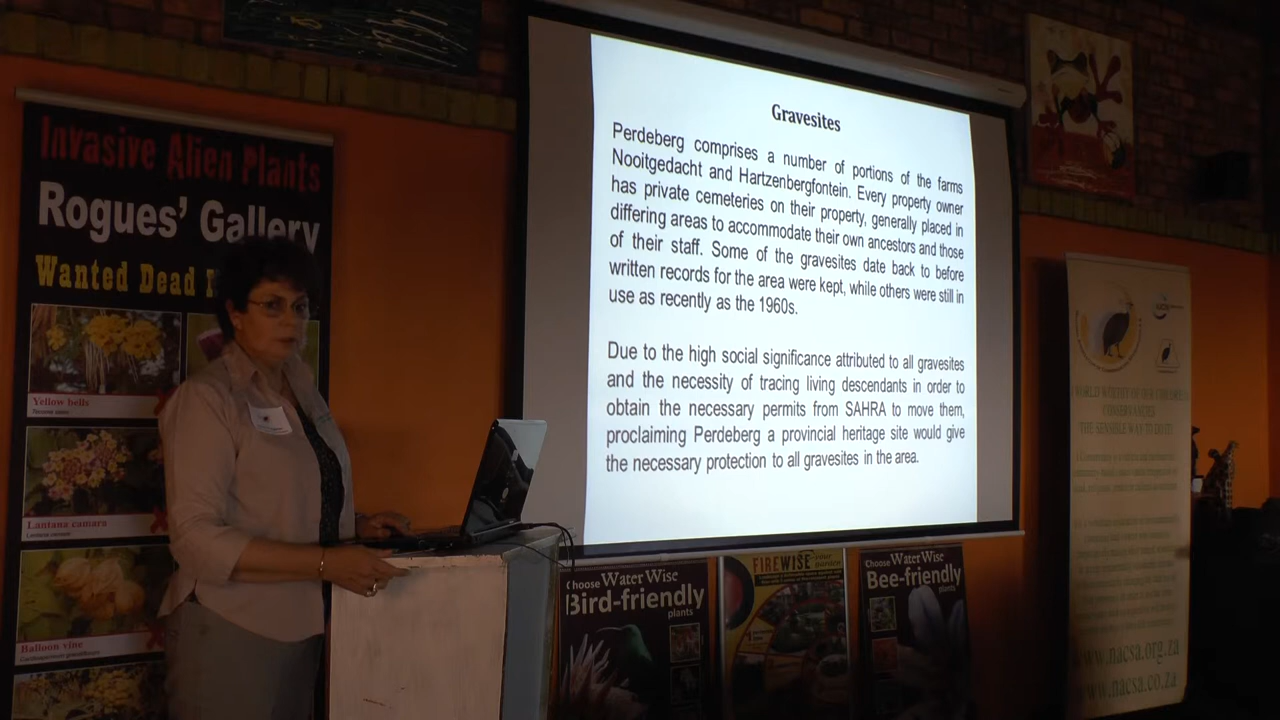 Invasive Alien Plants
Rogues’ Gallery
Wanted Dead
Yellow bells
Lantana camara
Balloon vine
Gravesites
Perdeberg comprises a number of portions of the farms
Nooitgedacht and Hartzenbergfontein. Every property owner
has private cemeteries on their property, generally placed in
differing areas to accommodate their own ancestors and those
of their staff. Some of the gravesites date back to before
written records for the area were kept, while others were still in
use as recently as the 1960s.
Due to the high social significance attributed to all gravesites
and the necessity of tracing living descendants in order to
obtain the necessary permits from SAHRA to move them,
proclaiming Perdeberg a provincial heritage site would give
the necessary protection to all gravesites in the area.
Choose Water Wise
Bird-friendly
plants
FIREWISE
Choose Water Wise
Bee-friendly
plants
THE SENSIBLE WAY TO DO IT!
www.nacsa.org.za
www.nacsa.co.za